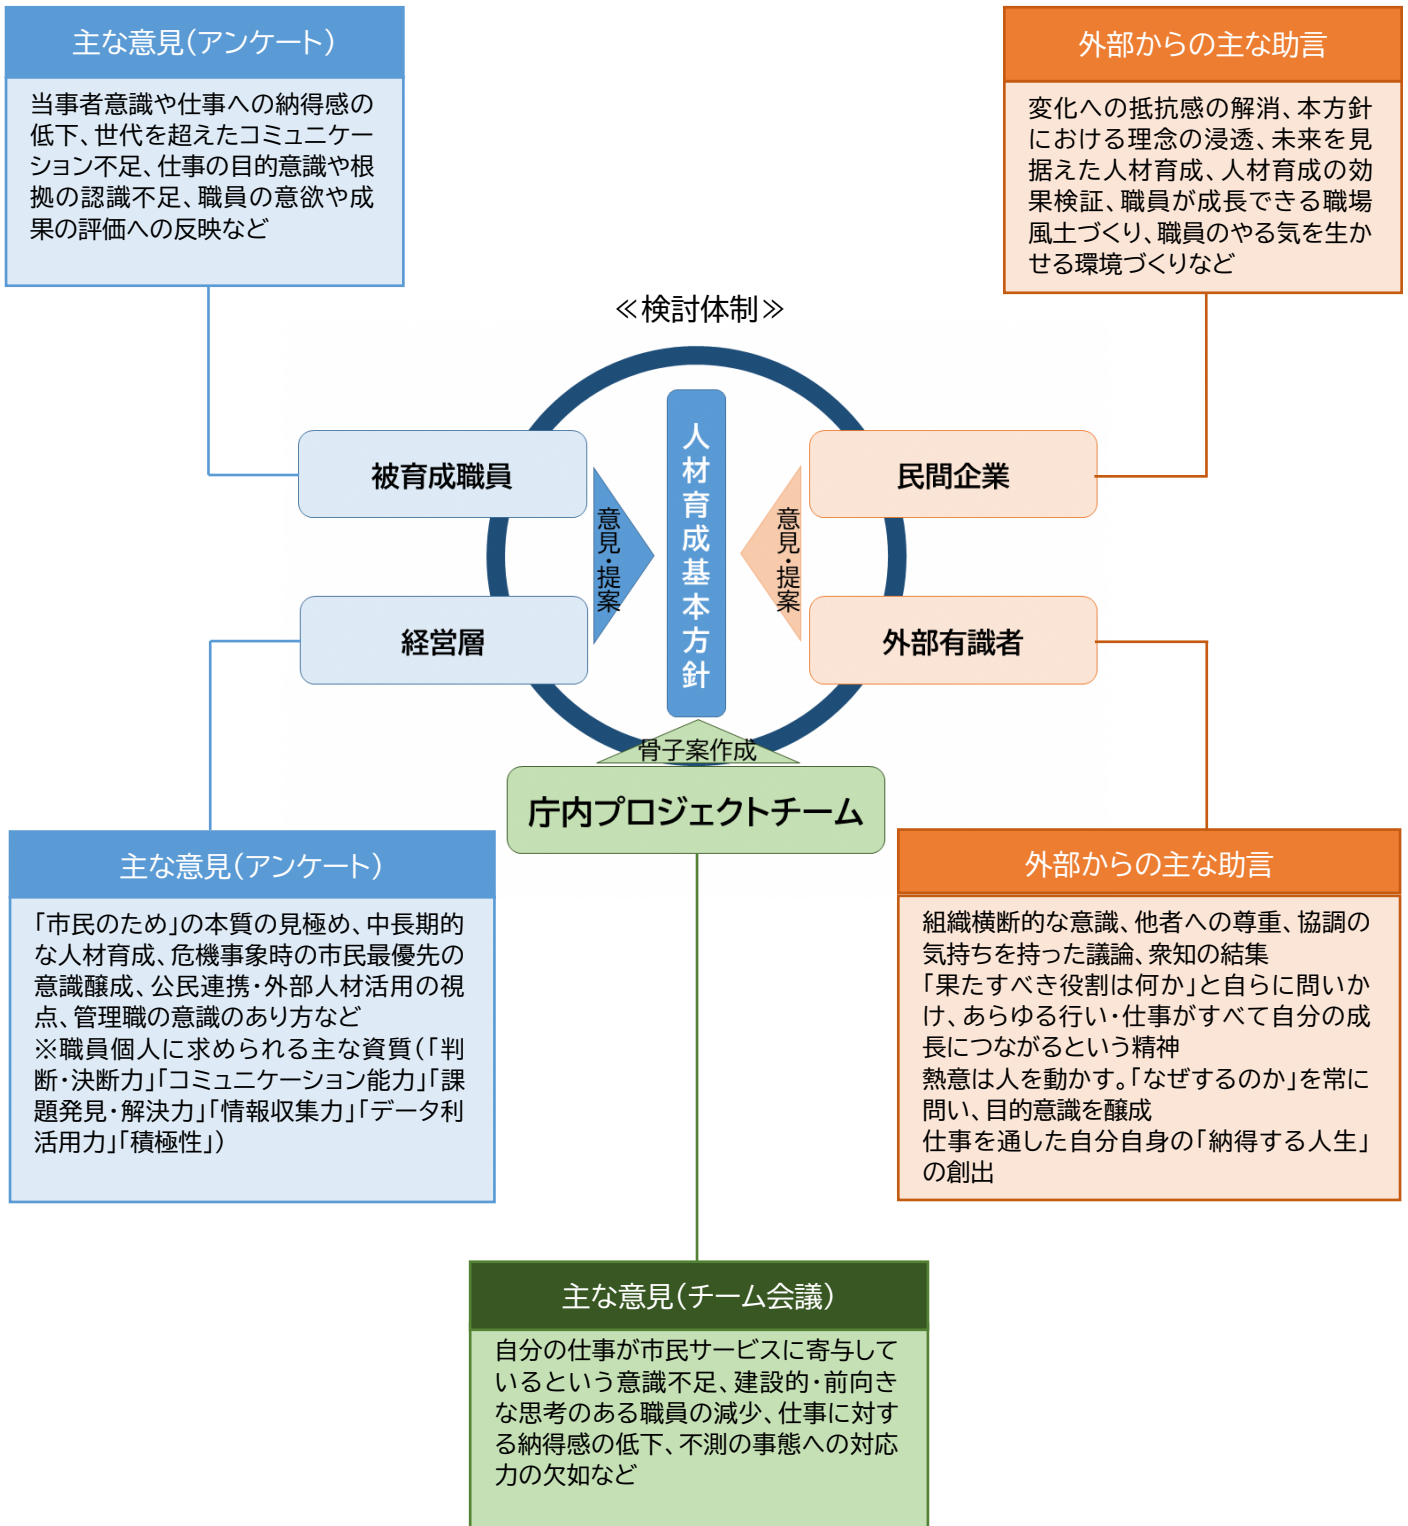 主な意見（アンケート）
当事者意識や仕事への納得感の
低下、世代を超えたコミュニケー
ション不足、仕事の目的意識や根
拠の認識不足、職員の意欲や成
果の評価への反映など
外部からの主な助言
変化への抵抗感の解消、本方針
における理念の浸透、未来を見
据えた人材育成、人材育成の効
果検証、職員が成長できる職場
風土づくり、職員のやる気を生か
せる環境づくりなど
≪検討体制≫
被育成職員
経営層
意見・提案
人材育成基本方針
意見・提案
民間企業
外部有識者
骨子案作成
庁内プロジェクトチーム
主な意見（アンケート）
「市民のため」の本質の見極め、中長期的
な人材育成、危機事象時の市民最優先の
意識醸成、公民連携・外部人材活用の視
点、管理職の意識のあり方など
※職員個人に求められる主な資質（「判
断・決断力」「コミュニケーション能力」「課
題発見・解決力」「情報収集力」「データ利
活用力」「積極性」）
外部からの主な助言
組織横断的な意識、他者への尊重、協調の
気持ちを持った議論、衆知の結集
「果たすべき役割は何か」と自らに問いか
け、あらゆる行い・仕事がすべて自分の成
長につながるという精神
熱意は人を動かす。「なぜするのか」を常に
問い、目的意識を醸成
仕事を通した自分自身の「納得する人生」
の創出
主な意見（チーム会議）
自分の仕事が市民サービスに寄与して
いるという意識不足、建設的・前向き
な思考のある職員の減少、仕事に対す
る納得感の低下、不測の事態への対応
力の欠如など